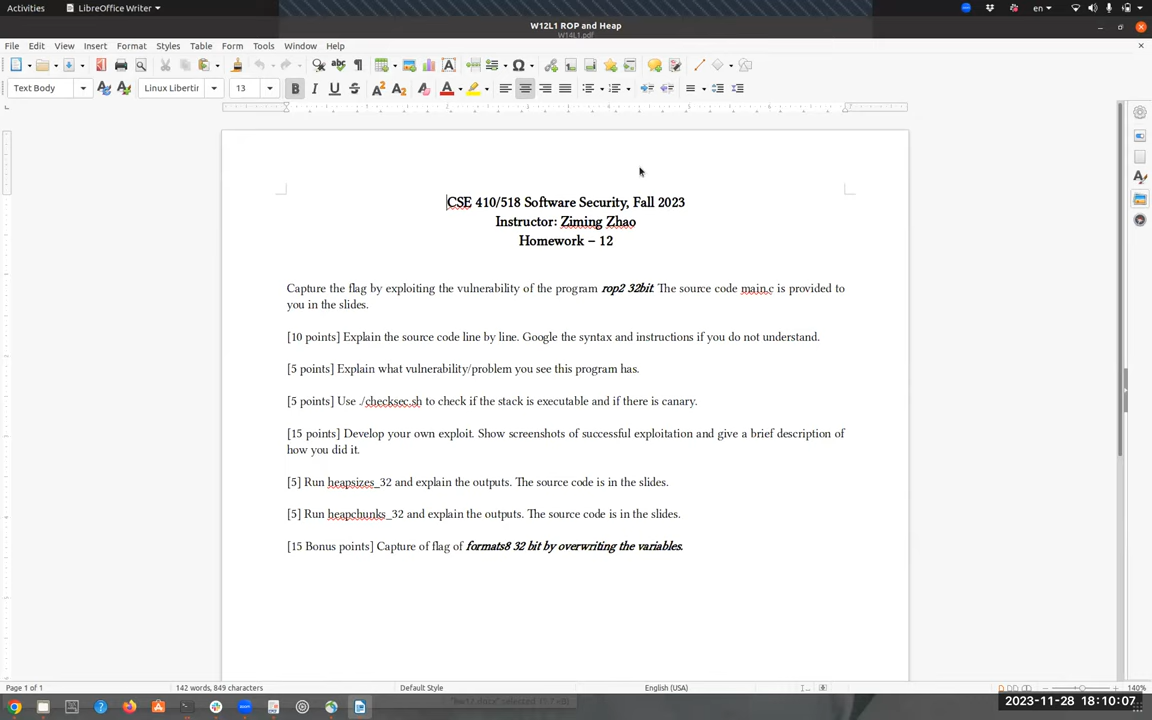 Activities LibreOffice Writer en
W12L1 ROP and Heap
W14L1.pdf
File Edit View Insert Format Styles Table Form Tools Window Help
Text Body Linux Libertin 13
CSE 410/518 Software Security, Fall 2023
Instructor: Ziming Zhao
Homework – 12
Capture the flag by exploiting the vulnerability of the program rop2 32bit. The source code main.c is provided to
you in the slides.
[10 points] Explain the source code line by line. Google the syntax and instructions if you do not understand.
[5 points] Explain what vulnerability/problem you see this program has.
[5 points] Use ./checksec.sh to check if the stack is executable and if there is canary.
[15 points] Develop your own exploit. Show screenshots of successful exploitation and give a brief description of
how you did it.
[5] Run heapsizes_32 and explain the outputs. The source code is in the slides.
[5] Run heapchunks_32 and explain the outputs. The source code is in the slides.
[15 Bonus points] Capture of flag of formats8 32 bit by overwriting the variables.
Page 1 of 1 142 words, 849 characters Default Style English (USA) 140%
2023-11-28 18:10:07